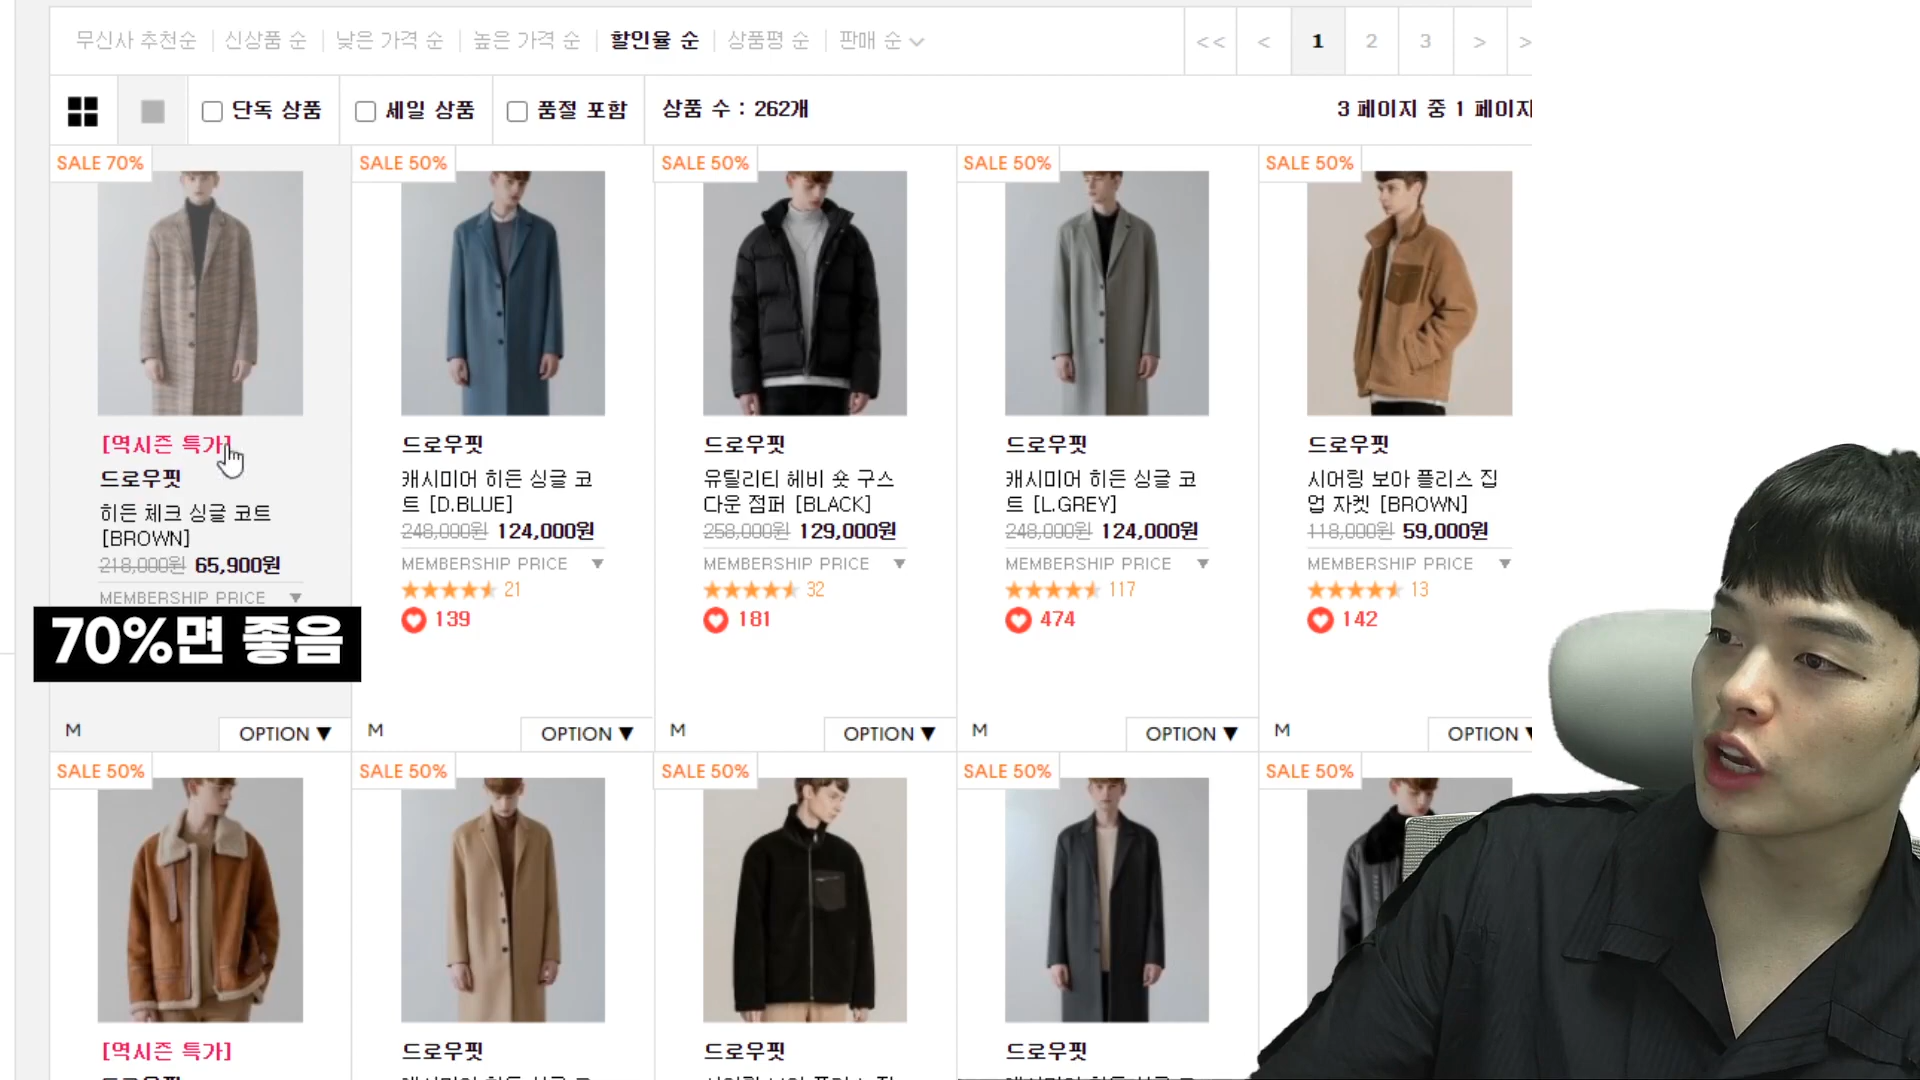 무신사 추천순 신상품 순 낮은 가격 순 높은 가격 순 할인율 순 상품평 순 판매 순
<< < 1 2 3 > >
단독 상품 세일 상품 품절 포함 상품 수 : 262개 3 페이지 중 1 페이지
SALE 70% SALE 50% SALE 50% SALE 50% SALE 50%
[역시즌 특가]
드로우핏
히든 체크 싱글 코트
[BROWN]
218,000원 65,900원
MEMBERSHIP PRICE ▼
드로우핏
캐시미어 히든 싱글 코
트 [D.BLUE]
248,000원 124,000원
MEMBERSHIP PRICE ▼
21
139
드로우핏
유틸리티 헤비 숏 구스
다운 점퍼 [BLACK]
258,000원 129,000원
MEMBERSHIP PRICE ▼
32
181
드로우핏
캐시미어 히든 싱글 코
트 [L.GREY]
248,000원 124,000원
MEMBERSHIP PRICE ▼
117
474
드로우핏
시어링 보아 플리스 집
업 자켓 [BROWN]
118,000원 59,000원
MEMBERSHIP PRICE ▼
13
142
70%면 좋음
M OPTION ▼ M OPTION ▼ M OPTION ▼ M OPTION ▼ M OPTION ▼
SALE 50% SALE 50% SALE 50% SALE 50% SALE 50%
[역시즌 특가] 드로우핏 드로우핏 드로우핏